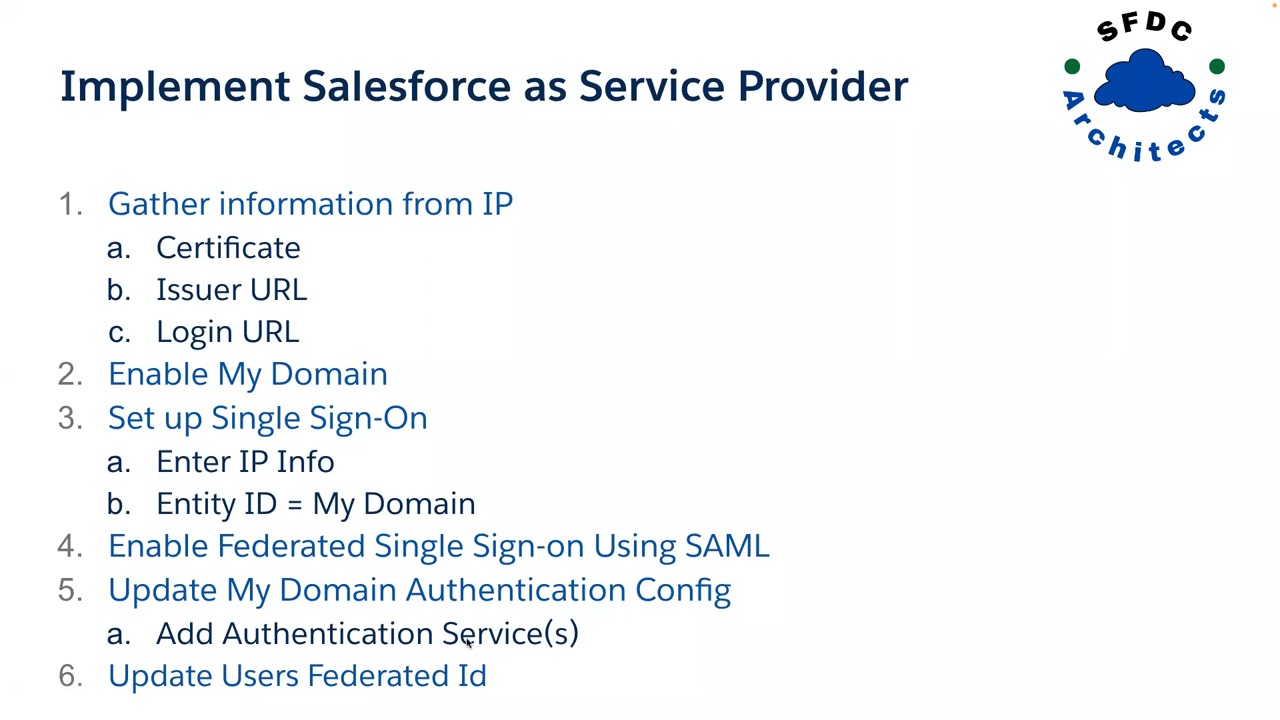 SFDC
Architects
Implement Salesforce as Service Provider
1. Gather information from IP
a. Certificate
b. Issuer URL
c. Login URL
2. Enable My Domain
3. Set up Single Sign-On
a. Enter IP Info
b. Entity ID = My Domain
4. Enable Federated Single Sign-on Using SAML
5. Update My Domain Authentication Config
a. Add Authentication Service(s)
6. Update Users Federated Id